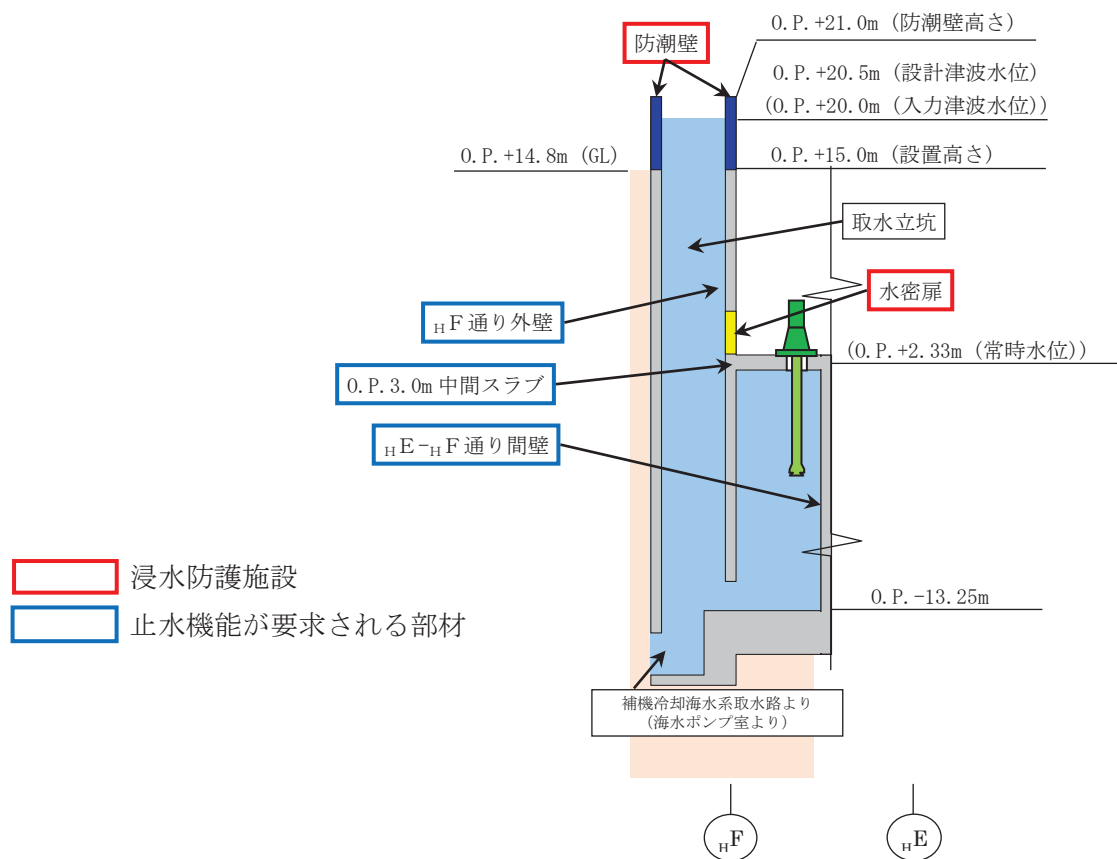 O.P.+21.0m (防潮壁高さ)
防潮壁
O.P.+20.5m (設計津波水位)
(O.P.+20.0m (入力津波水位))
O.P.+14.8m (GL)
O.P.+15.0m (設置高さ)
取水立坑
水密扉
HF通り外壁
(O.P.+2.33m (常時水位))
O.P.3.0m中間スラブ
HE-HF通り間壁
浸水防護施設
O.P.-13.25m
止水機能が要求される部材
補機冷却海水系取水路より
(海水ポンプ室より)
HF
HE